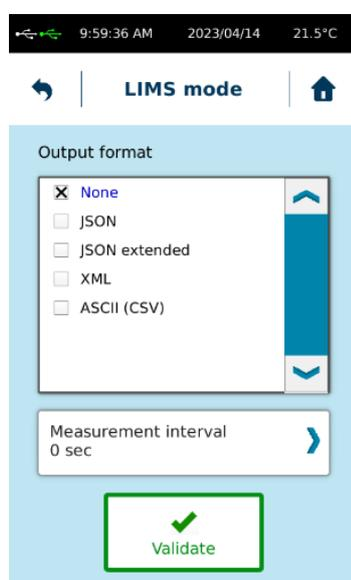 9:59:36 AM 2023/04/14 21.5°C
LIMS mode
Output format
None
JSON
JSON extended
XML
ASCII (CSV)
Measurement interval
0 sec
Validate